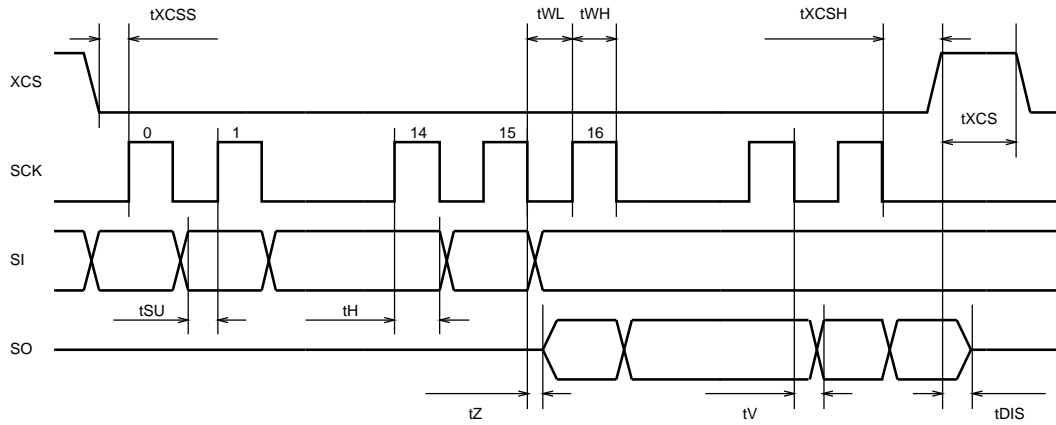 tXCSS tWL tWH tXCSH
XCS
0 1 14 15 16 tXCS
SCK
SI
tSU tH
SO
tZ tV tDIS